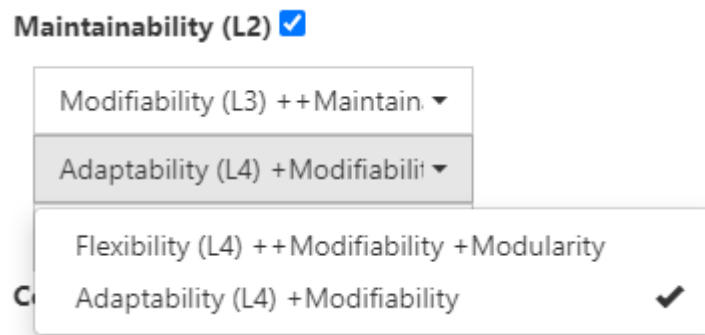 Maintainability (L2)
Modifiability (L3) ++Maintain
Adaptability (L4) +Modifiabilit
Flexibility (L4) ++Modifiability +Modularity
Adaptability (L4) +Modifiability